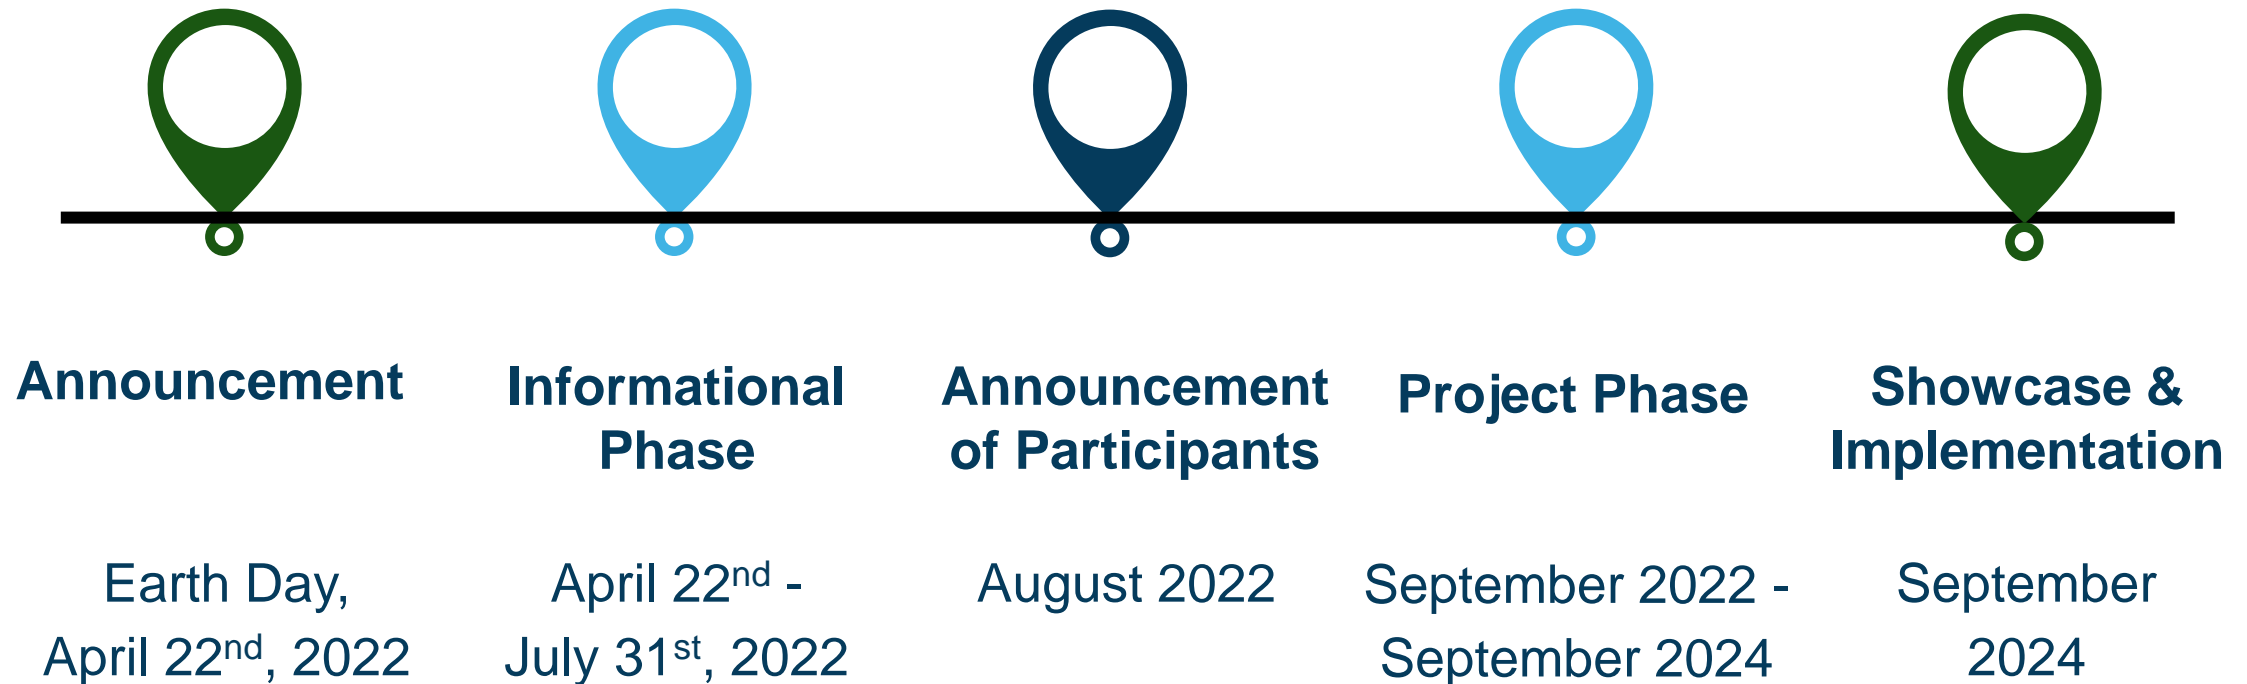 Announcement
Informational
Phase
Announcement
of Participants
Project Phase
Showcase &
Implementation
Earth Day,
April 22nd, 2022
April 22nd -
July 31st, 2022
August 2022
September 2022 -
September 2024
September
2024